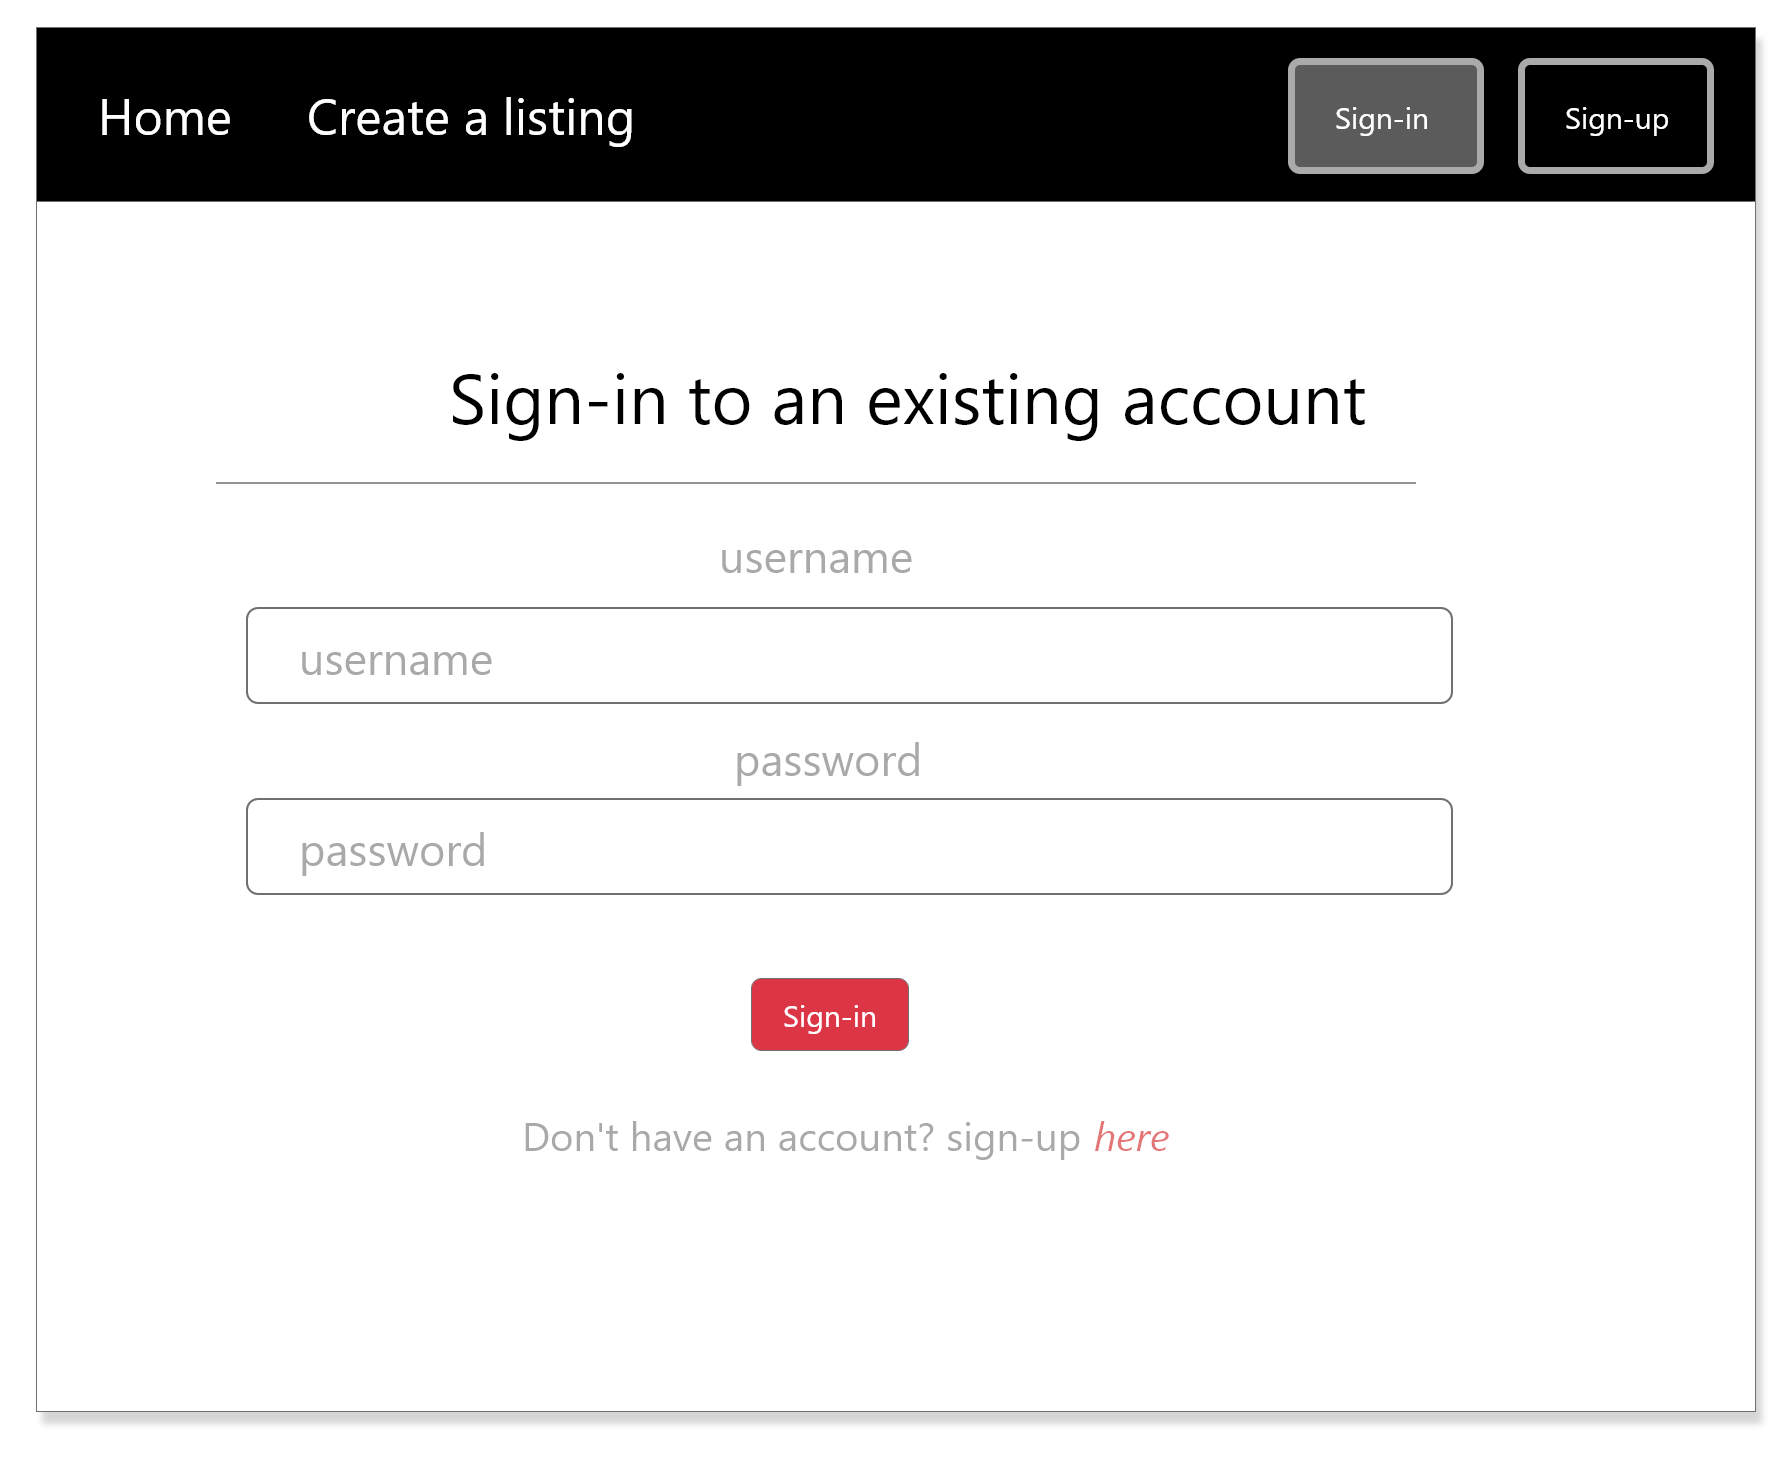 Home Create a listing Sign-in Sign-up
Sign-in to an existing account
username
username
password
password
Sign-in
Don't have an account? sign-up here